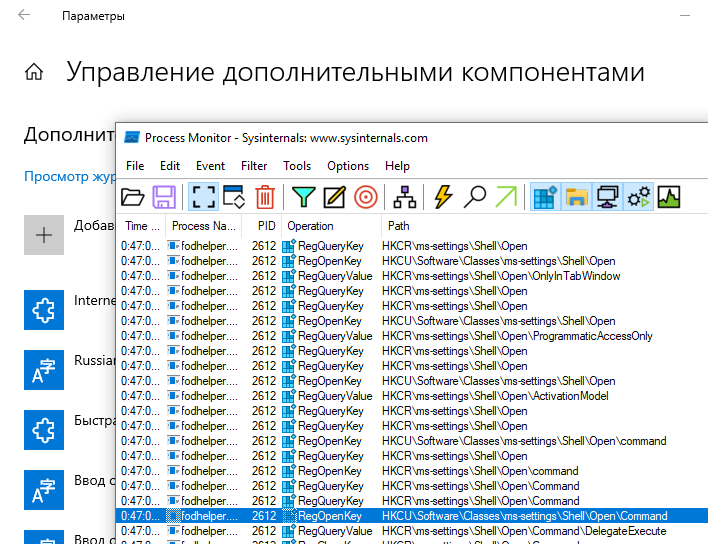 Параметры
Управление дополнительными компонентами
Дополнит
Просмотр жур
Добав
Interne
Russian
Быстра
Ввод с
Ввод с
Process Monitor - Sysinternals: www.sysinternals.com
File Edit Event Filter Tools Options Help
Time ... Process Na... PID Operation Path
0:47:0... fodhelper.... 2612 RegQueryKey HKCR\ms-settings\Shell\Open
0:47:0... fodhelper.... 2612 RegOpenKey HKCU\Software\Classes\ms-settings\Shell\Open
0:47:0... fodhelper.... 2612 RegQueryValue HKCR\ms-settings\Shell\Open\OnlyInTabWindow
0:47:0... fodhelper.... 2612 RegQueryKey HKCR\ms-settings\Shell\Open
0:47:0... fodhelper.... 2612 RegQueryKey HKCR\ms-settings\Shell\Open
0:47:0... fodhelper.... 2612 RegOpenKey HKCU\Software\Classes\ms-settings\Shell\Open
0:47:0... fodhelper.... 2612 RegQueryValue HKCR\ms-settings\Shell\Open\ProgrammaticAccessOnly
0:47:0... fodhelper.... 2612 RegQueryKey HKCR\ms-settings\Shell\Open
0:47:0... fodhelper.... 2612 RegQueryKey HKCR\ms-settings\Shell\Open
0:47:0... fodhelper.... 2612 RegOpenKey HKCU\Software\Classes\ms-settings\Shell\Open
0:47:0... fodhelper.... 2612 RegQueryValue HKCR\ms-settings\Shell\Open\ActivationModel
0:47:0... fodhelper.... 2612 RegQueryKey HKCR\ms-settings\Shell\Open
0:47:0... fodhelper.... 2612 RegQueryKey HKCR\ms-settings\Shell\Open
0:47:0... fodhelper.... 2612 RegOpenKey HKCU\Software\Classes\ms-settings\Shell\Open\command
0:47:0... fodhelper.... 2612 RegQueryKey HKCR\ms-settings\Shell\Open
0:47:0... fodhelper.... 2612 RegOpenKey HKCR\ms-settings\Shell\Open\command
0:47:0... fodhelper.... 2612 RegQueryKey HKCR\ms-settings\Shell\Open\Command
0:47:0... fodhelper.... 2612 RegQueryKey HKCR\ms-settings\Shell\Open\Command
0:47:0... fodhelper.... 2612 RegOpenKey HKCU\Software\Classes\ms-settings\Shell\Open\Command
0:47:0... fodhelper.... 2612 RegQueryValue HKCR\ms-settings\Shell\Open\Command\DelegateExecute